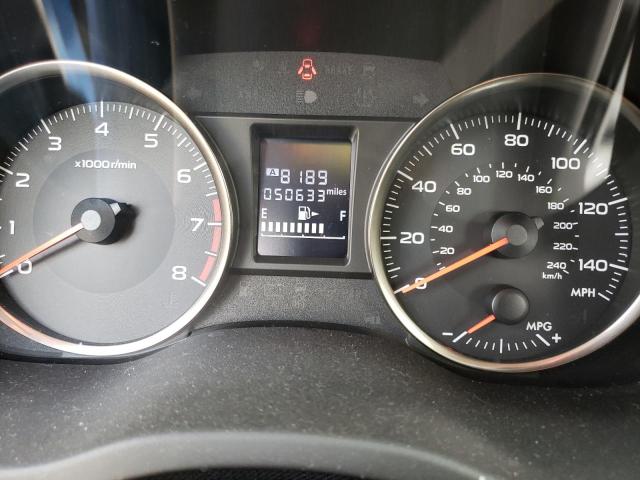 BRAKE
x1000r/min
0 1 2 3 4 5 6 7 8
A 8189
050633 miles
E F
0 20 40 60 80 100 120 140
MPH
20 40 60 80 100 120 140 160 180 200 220 240
km/h
MPG
- +